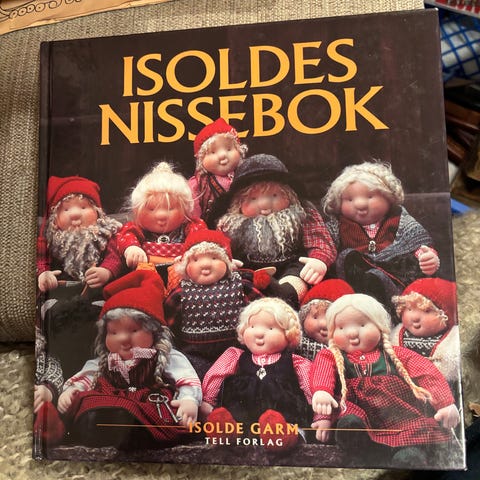 ISOLDES
NISSEBOK
ISOLDE GARM
TELL FORLAG